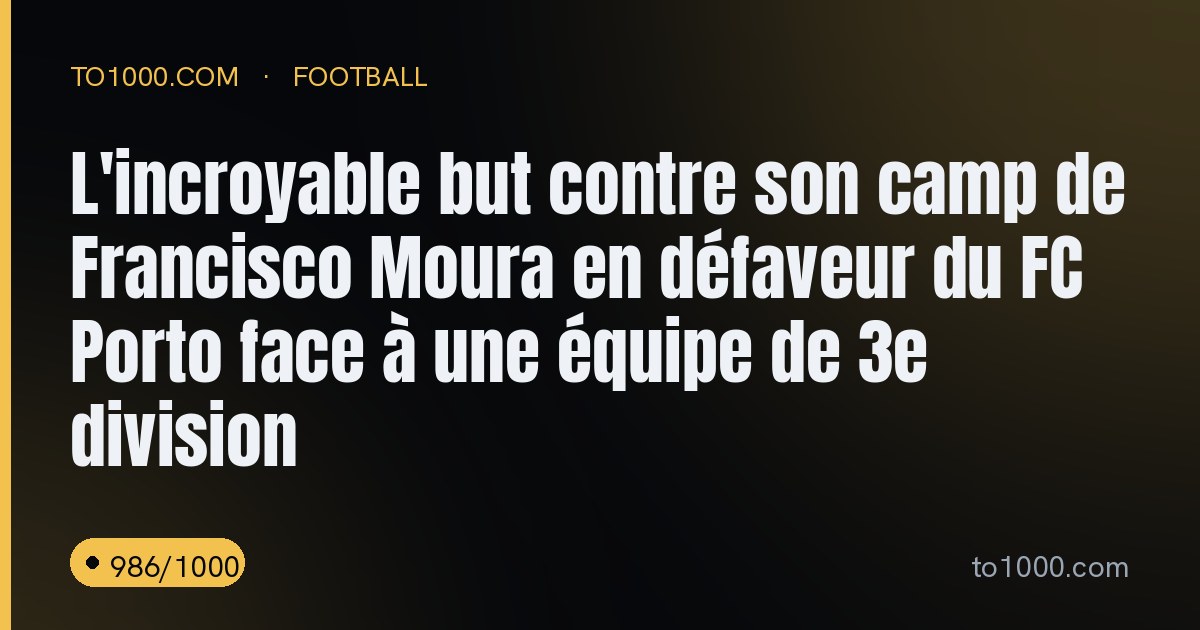 TO1000.COM · FOOTBALL
L'incroyable but contre son camp de
Francisco Moura en défaveur du FC
Porto face à une équipe de 3e
division
986/1000
to1000.com